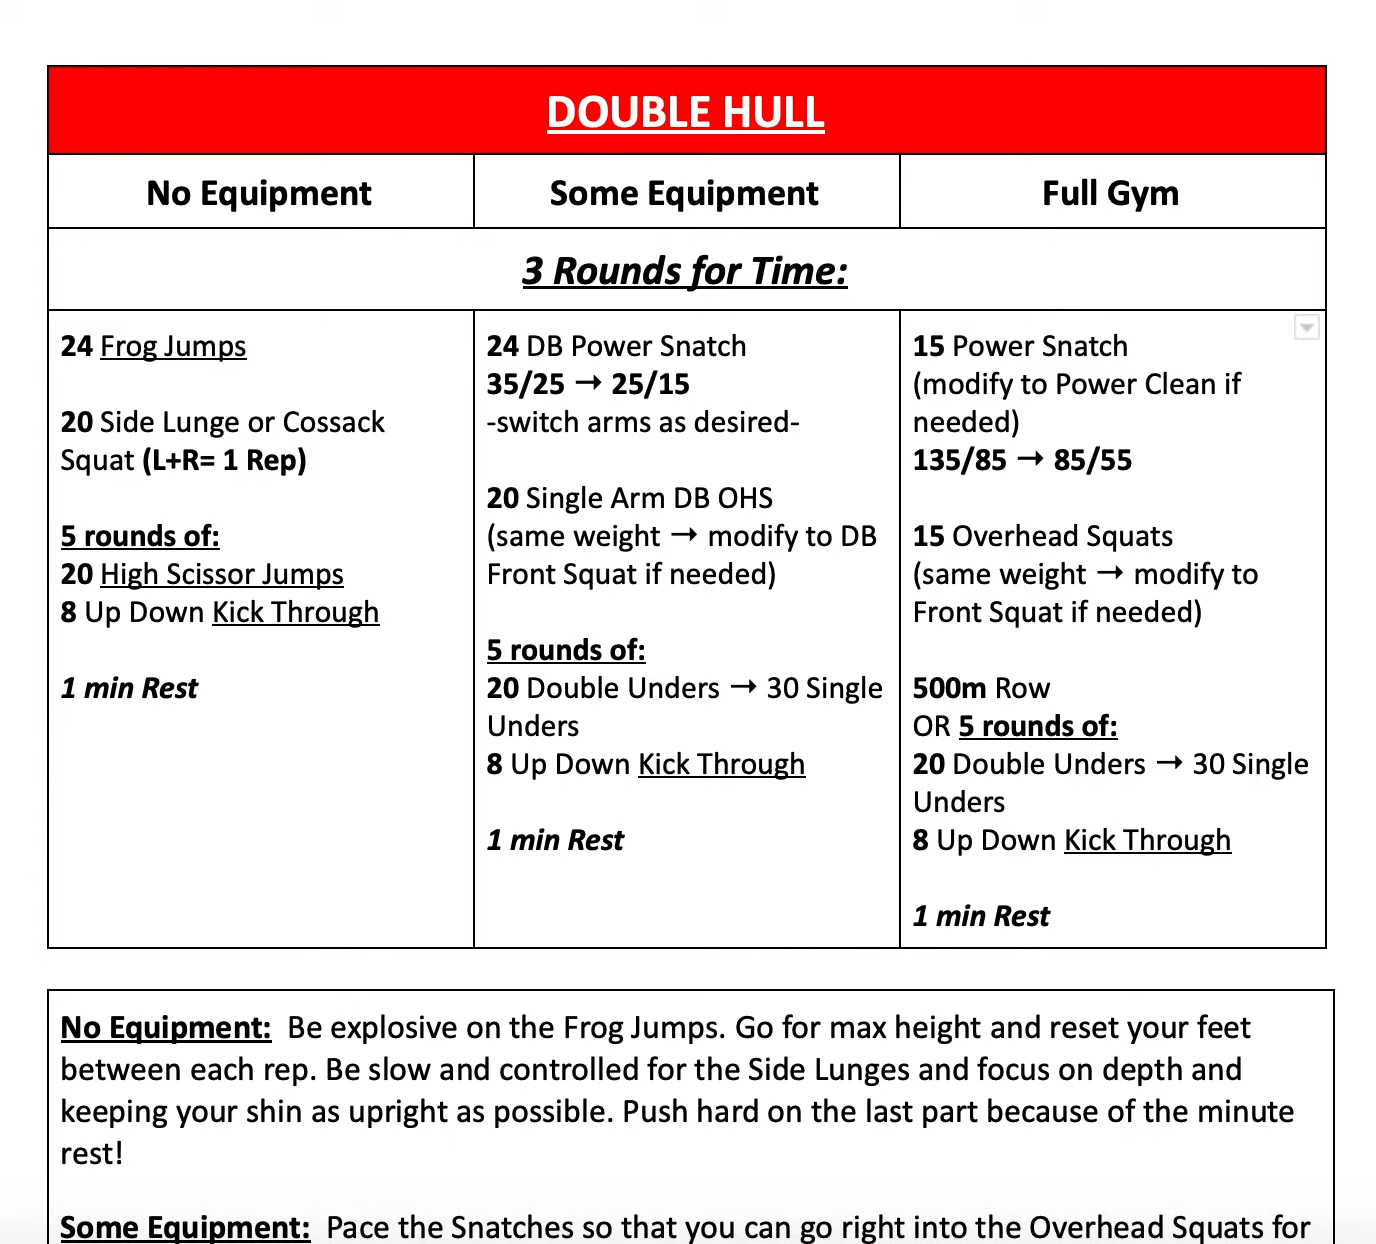 DOUBLE HULL
No Equipment
Some Equipment
Full Gym
3 Rounds for Time:
24 Frog Jumps
20 Side Lunge or Cossack
Squat (L+R= 1 Rep)
5 rounds of:
20 High Scissor Jumps
8 Up Down Kick Through
1 min Rest
24 DB Power Snatch
35/25 → 25/15
-switch arms as desired-
20 Single Arm DB OHS
(same weight → modify to DB
Front Squat if needed)
5 rounds of:
20 Double Unders → 30 Single
Unders
8 Up Down Kick Through
1 min Rest
15 Power Snatch
(modify to Power Clean if
needed)
135/85 → 85/55
15 Overhead Squats
(same weight → modify to
Front Squat if needed)
500m Row
OR 5 rounds of:
20 Double Unders → 30 Single
Unders
8 Up Down Kick Through
1 min Rest
No Equipment: Be explosive on the Frog Jumps. Go for max height and reset your feet
between each rep. Be slow and controlled for the Side Lunges and focus on depth and
keeping your shin as upright as possible. Push hard on the last part because of the minute
rest!
Some Equipment: Pace the Snatches so that you can go right into the Overhead Squats for